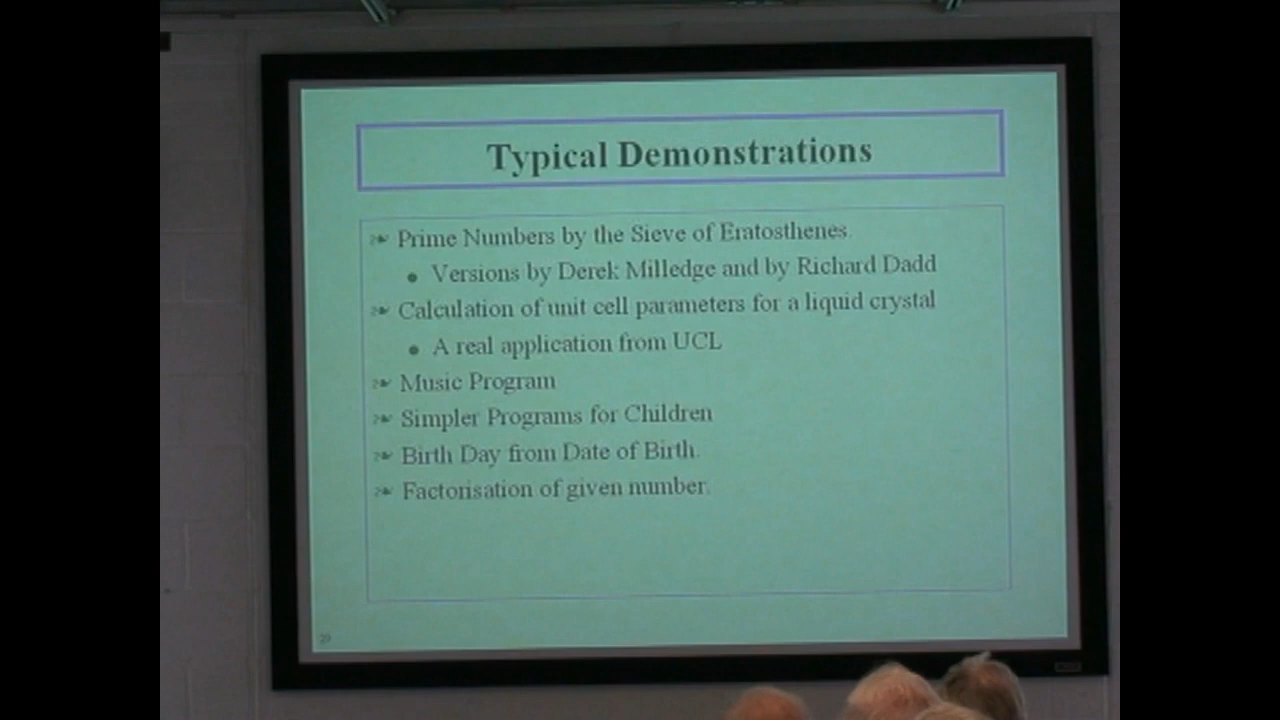 Typical Demonstrations
Prime Numbers by the Sieve of Eratosthenes.
Versions by Derek Milledge and by Richard Dadd
Calculation of unit cell parameters for a liquid crystal
A real application from UCL
Music Program
Simpler Programs for Children
Birth Day from Date of Birth.
Factorisation of given number.